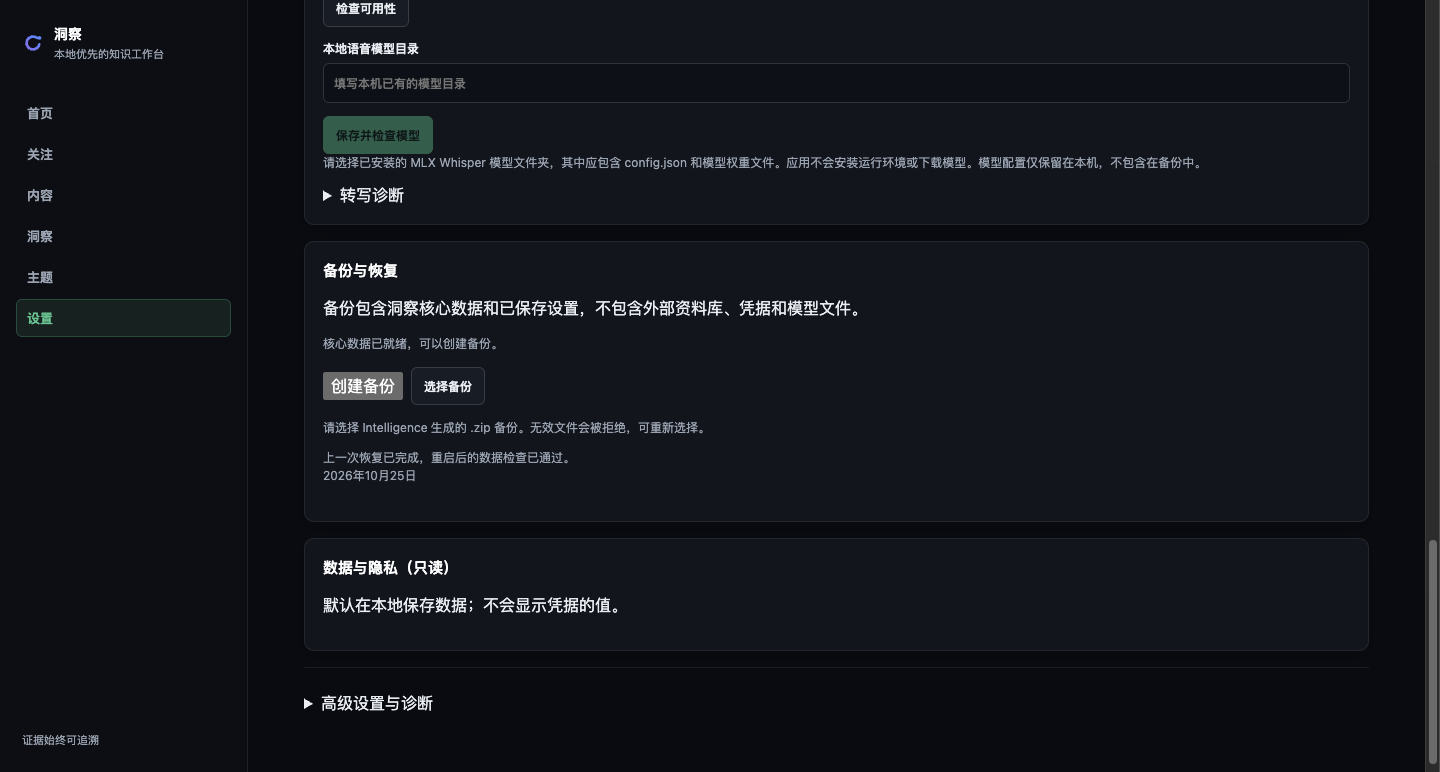 洞察
本地优先的知识工作台
首页
关注
内容
洞察
主题
设置
证据始终可追溯
检查可用性
本地语音模型目录
填写本机已有的模型目录
保存并检查模型
请选择已安装的 MLX Whisper 模型文件夹，其中应包含 config.json 和模型权重文件。应用不会安装运行环境或下载模型。模型配置仅保留在本机，不包含在备份中。
转写诊断
备份与恢复
备份包含洞察核心数据和已保存设置，不包含外部资料库、凭据和模型文件。
核心数据已就绪，可以创建备份。
创建备份
选择备份
请选择 Intelligence 生成的 .zip 备份。无效文件会被拒绝，可重新选择。
上一次恢复已完成，重启后的数据检查已通过。
2026年10月25日
数据与隐私（只读）
默认在本地保存数据；不会显示凭据的值。
高级设置与诊断